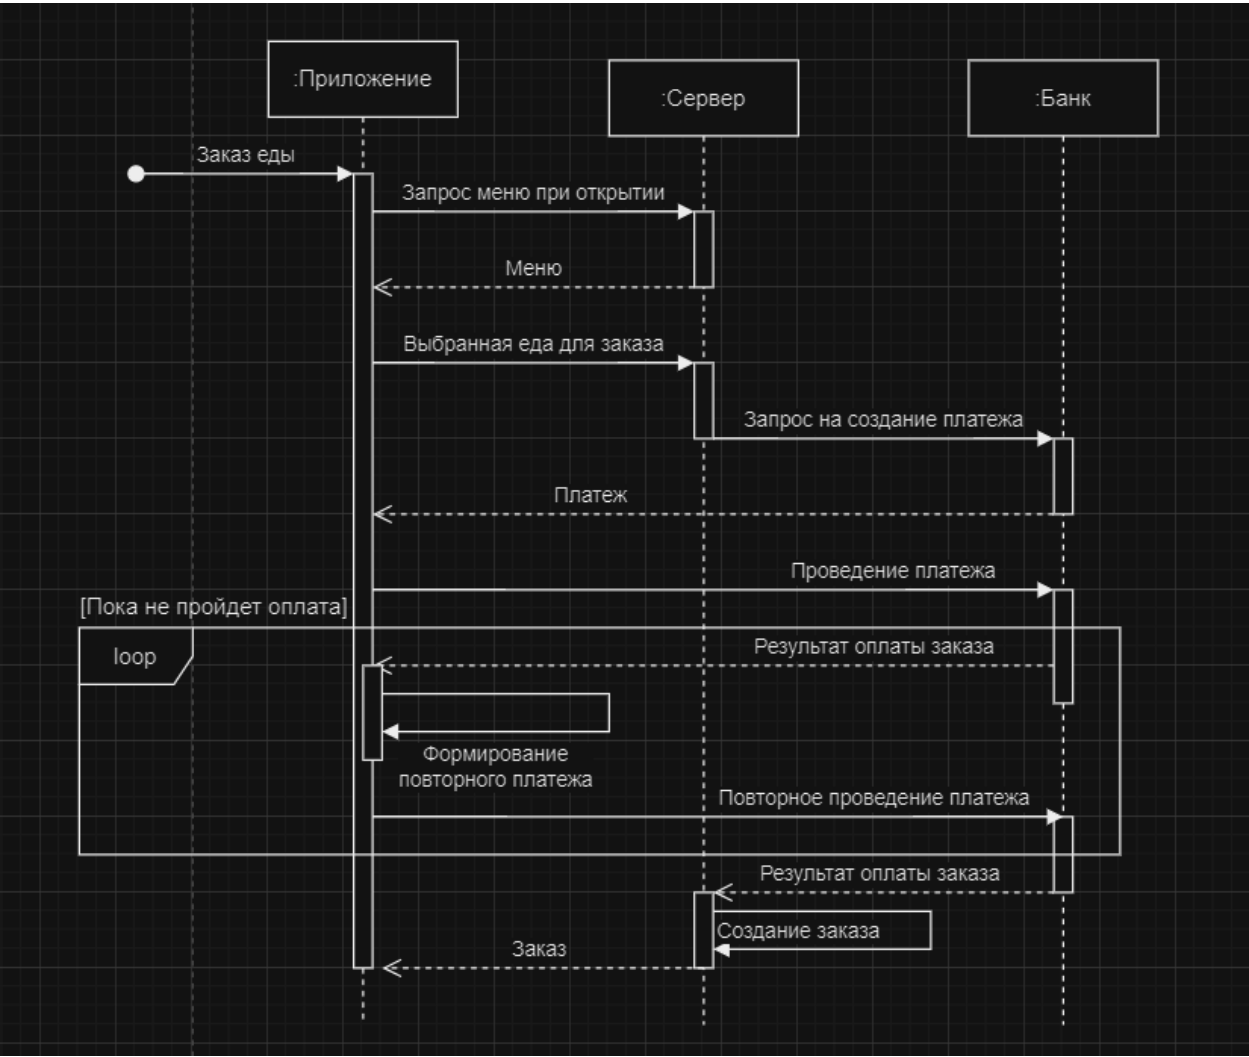 :Приложение
:Сервер
:Банк
Заказ еды
Запрос меню при открытии
Меню
Выбранная еда для заказа
Запрос на создание платежа
Платеж
Проведение платежа
[Пока не пройдет оплата]
loop
Результат оплаты заказа
Формирование
повторного платежа
Повторное проведение платежа
Результат оплаты заказа
Создание заказа
Заказ